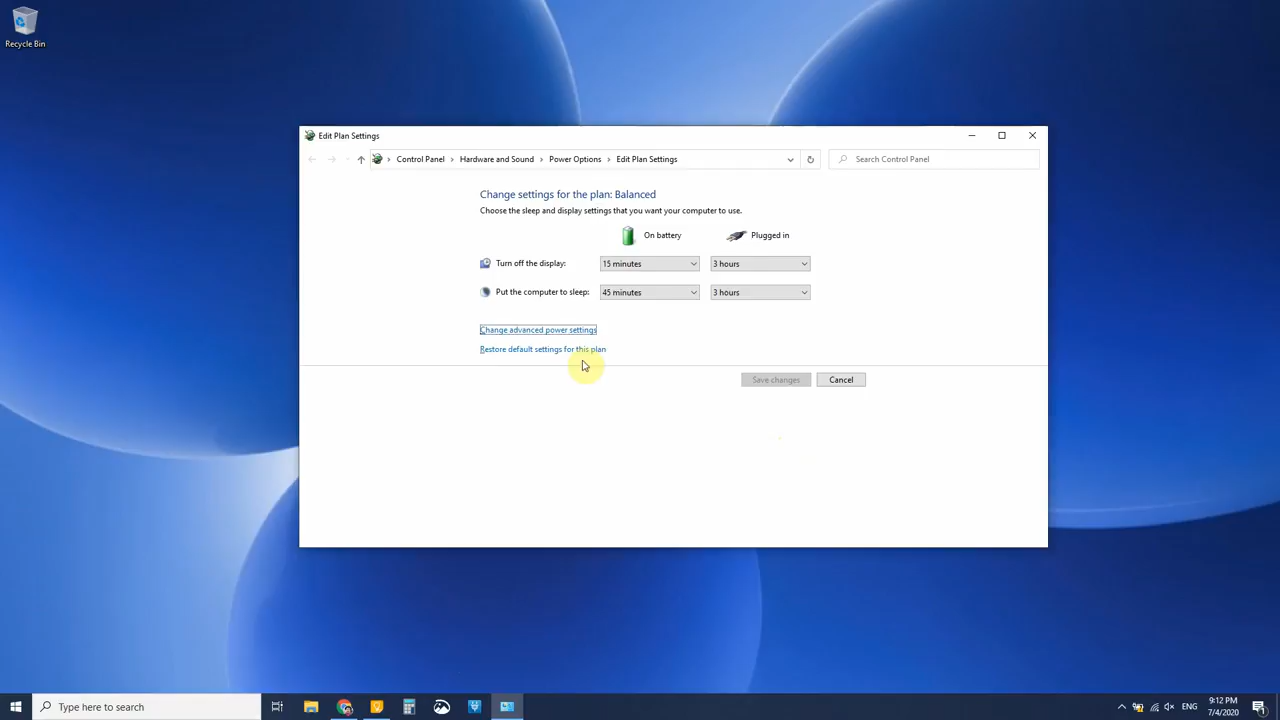 Recycle Bin
Edit Plan Settings
Control Panel > Hardware and Sound > Power Options > Edit Plan Settings
Search Control Panel
Change settings for the plan: Balanced
Choose the sleep and display settings that you want your computer to use.
On battery Plugged in
Turn off the display: 15 minutes 3 hours
Put the computer to sleep: 45 minutes 3 hours
Change advanced power settings
Restore default settings for this plan
Save changes Cancel
Type here to search
ENG
9:12 PM
7/4/2020
1